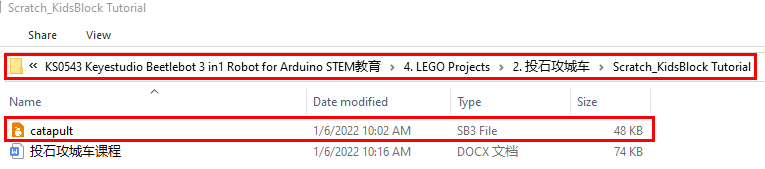 Scratch_KidsBlock Tutorial
« KS0543 Keyestudio Beetlebot 3 in1 Robot for Arduino STEM教育 > 4. LEGO Projects > 2. 投石攻城车 > Scratch_KidsBlock Tutorial
Name Date modified Type Size
catapult 1/6/2022 10:02 AM SB3 File 48 KB
投石攻城车课程 1/6/2022 10:16 AM DOCX 文档 74 KB